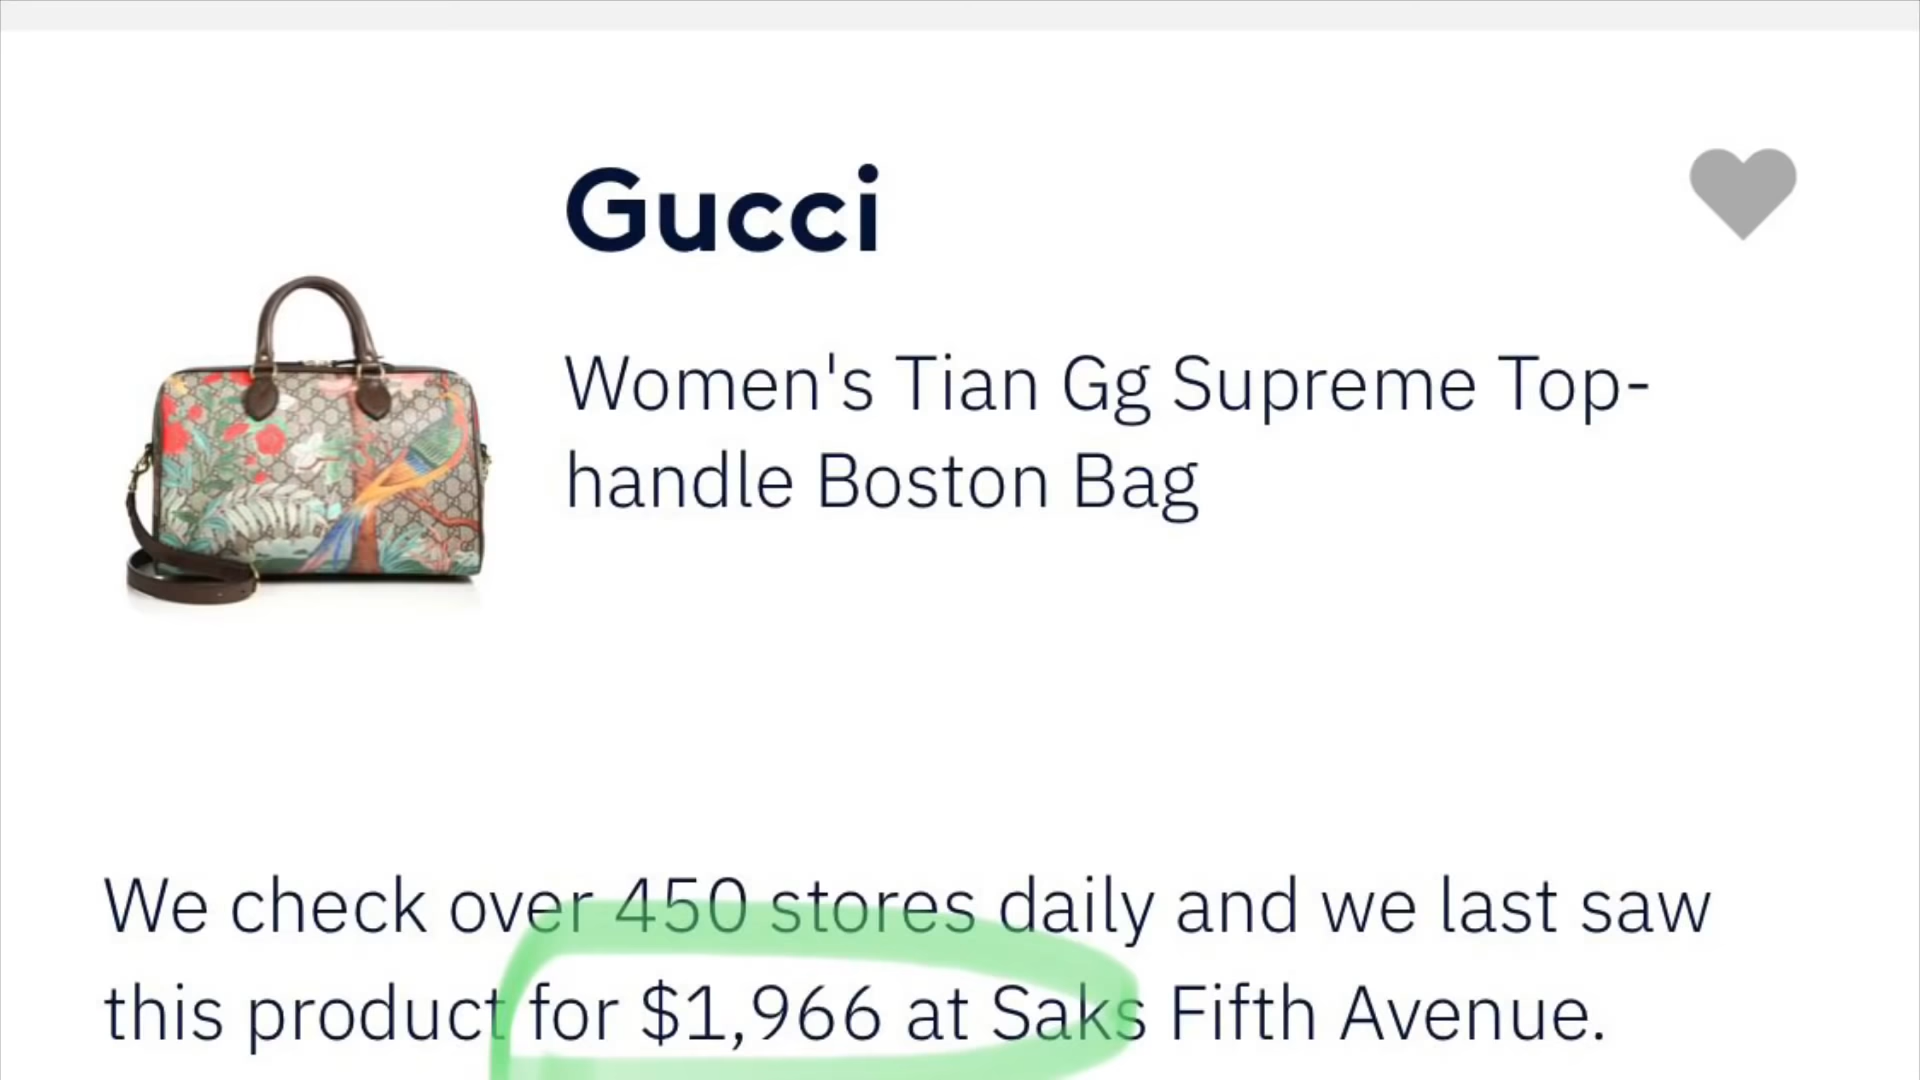 Gucci
Women's Tian Gg Supreme Top-
handle Boston Bag
We check over 450 stores daily and we last saw
this product for $1,966 at Saks Fifth Avenue.